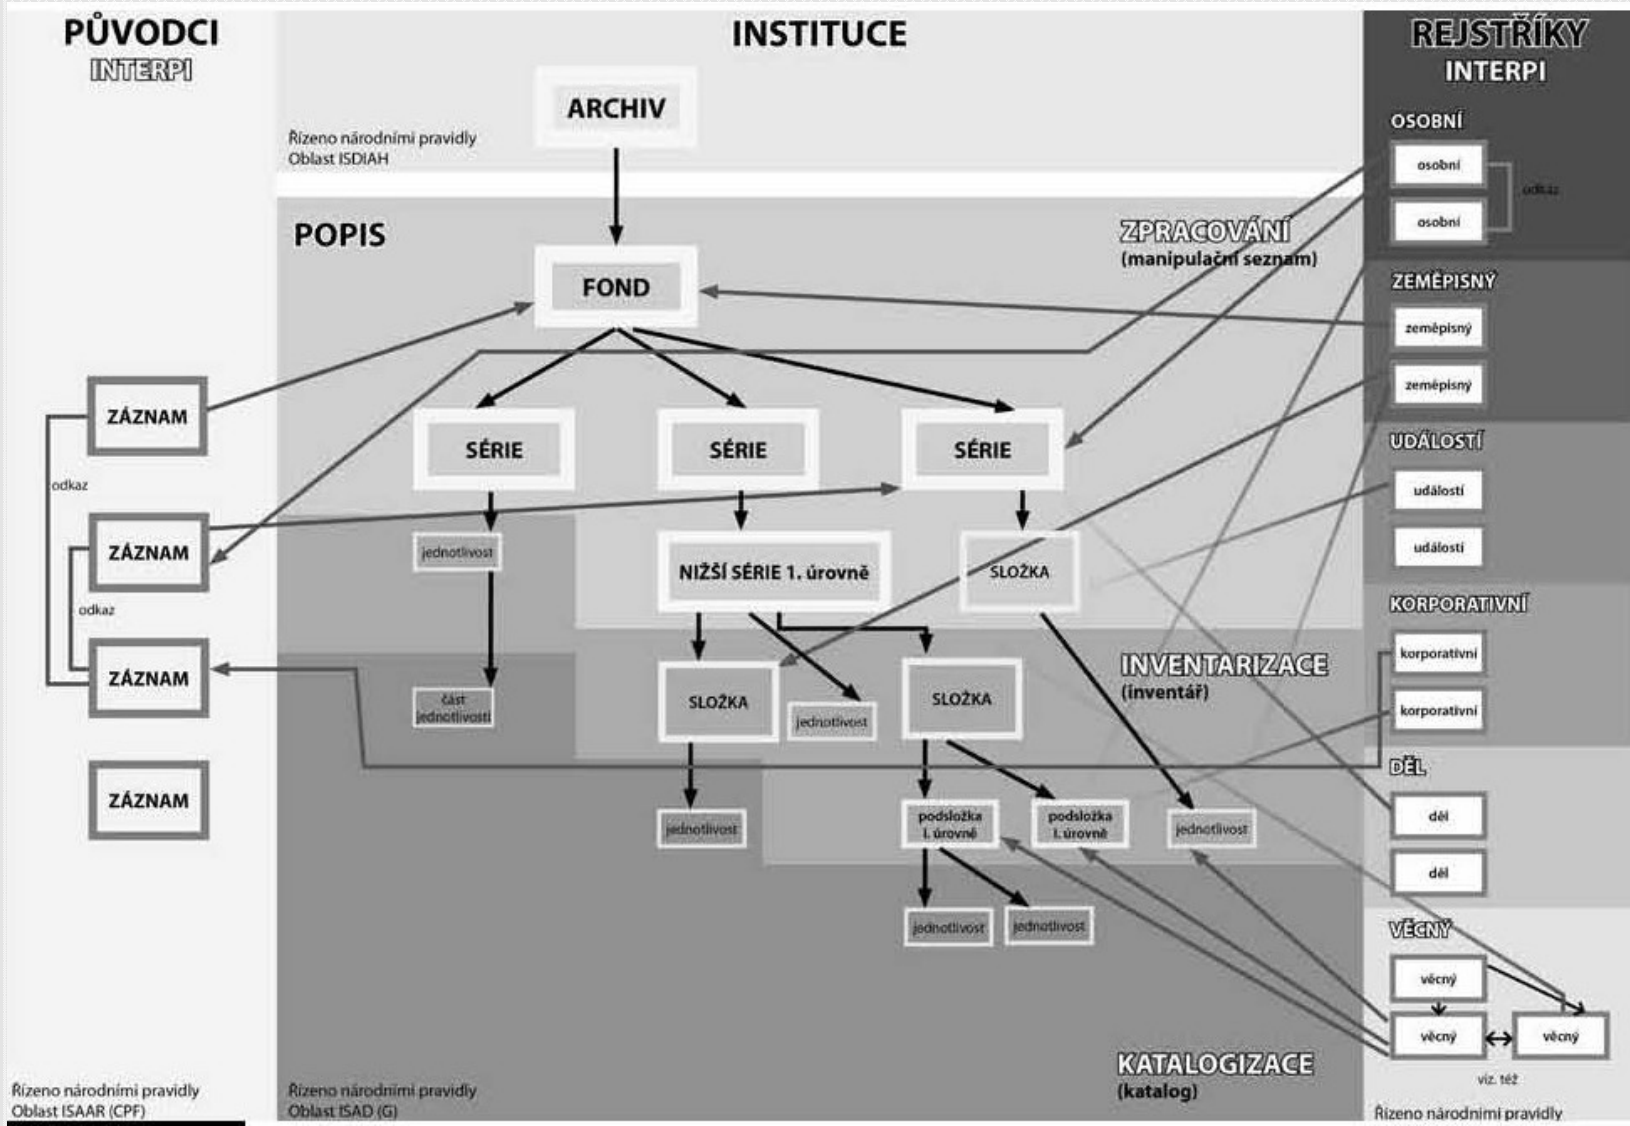 PŮVODCI
INTERPI
INSTITUCE
REJSTŘÍKY
INTERPI
ARCHIV
Řízeno národními pravidly
Oblast ISDIAH
POPIS
ZPRACOVÁNÍ
(manipulační seznam)
FOND
SÉRIE
SÉRIE
SÉRIE
jednotlivost
NIŽŠÍ SÉRIE 1. úrovně
SLOŽKA
část
jednotlivosti
SLOŽKA
jednotlivost
SLOŽKA
INVENTARIZACE
(inventář)
jednotlivost
podsložka
I. úrovně
podsložka
I. úrovně
jednotlivost
jednotlivost
jednotlivost
KATALOGIZACE
(katalog)
Řízeno národními pravidly
Oblast ISAD (G)
ZÁZNAM
odkaz
ZÁZNAM
odkaz
ZÁZNAM
ZÁZNAM
Řízeno národními pravidly
Oblast ISAAR (CPF)
OSOBNÍ
osobní
odkaz
osobní
ZEMĚPISNÝ
zeměpisný
zeměpisný
UDÁLOSTÍ
událostí
událostí
KORPORATIVNÍ
korporativní
korporativní
DĚL
děl
děl
VĚCNÝ
věcný
věcný
věcný
viz. též
Řízeno národními pravidly